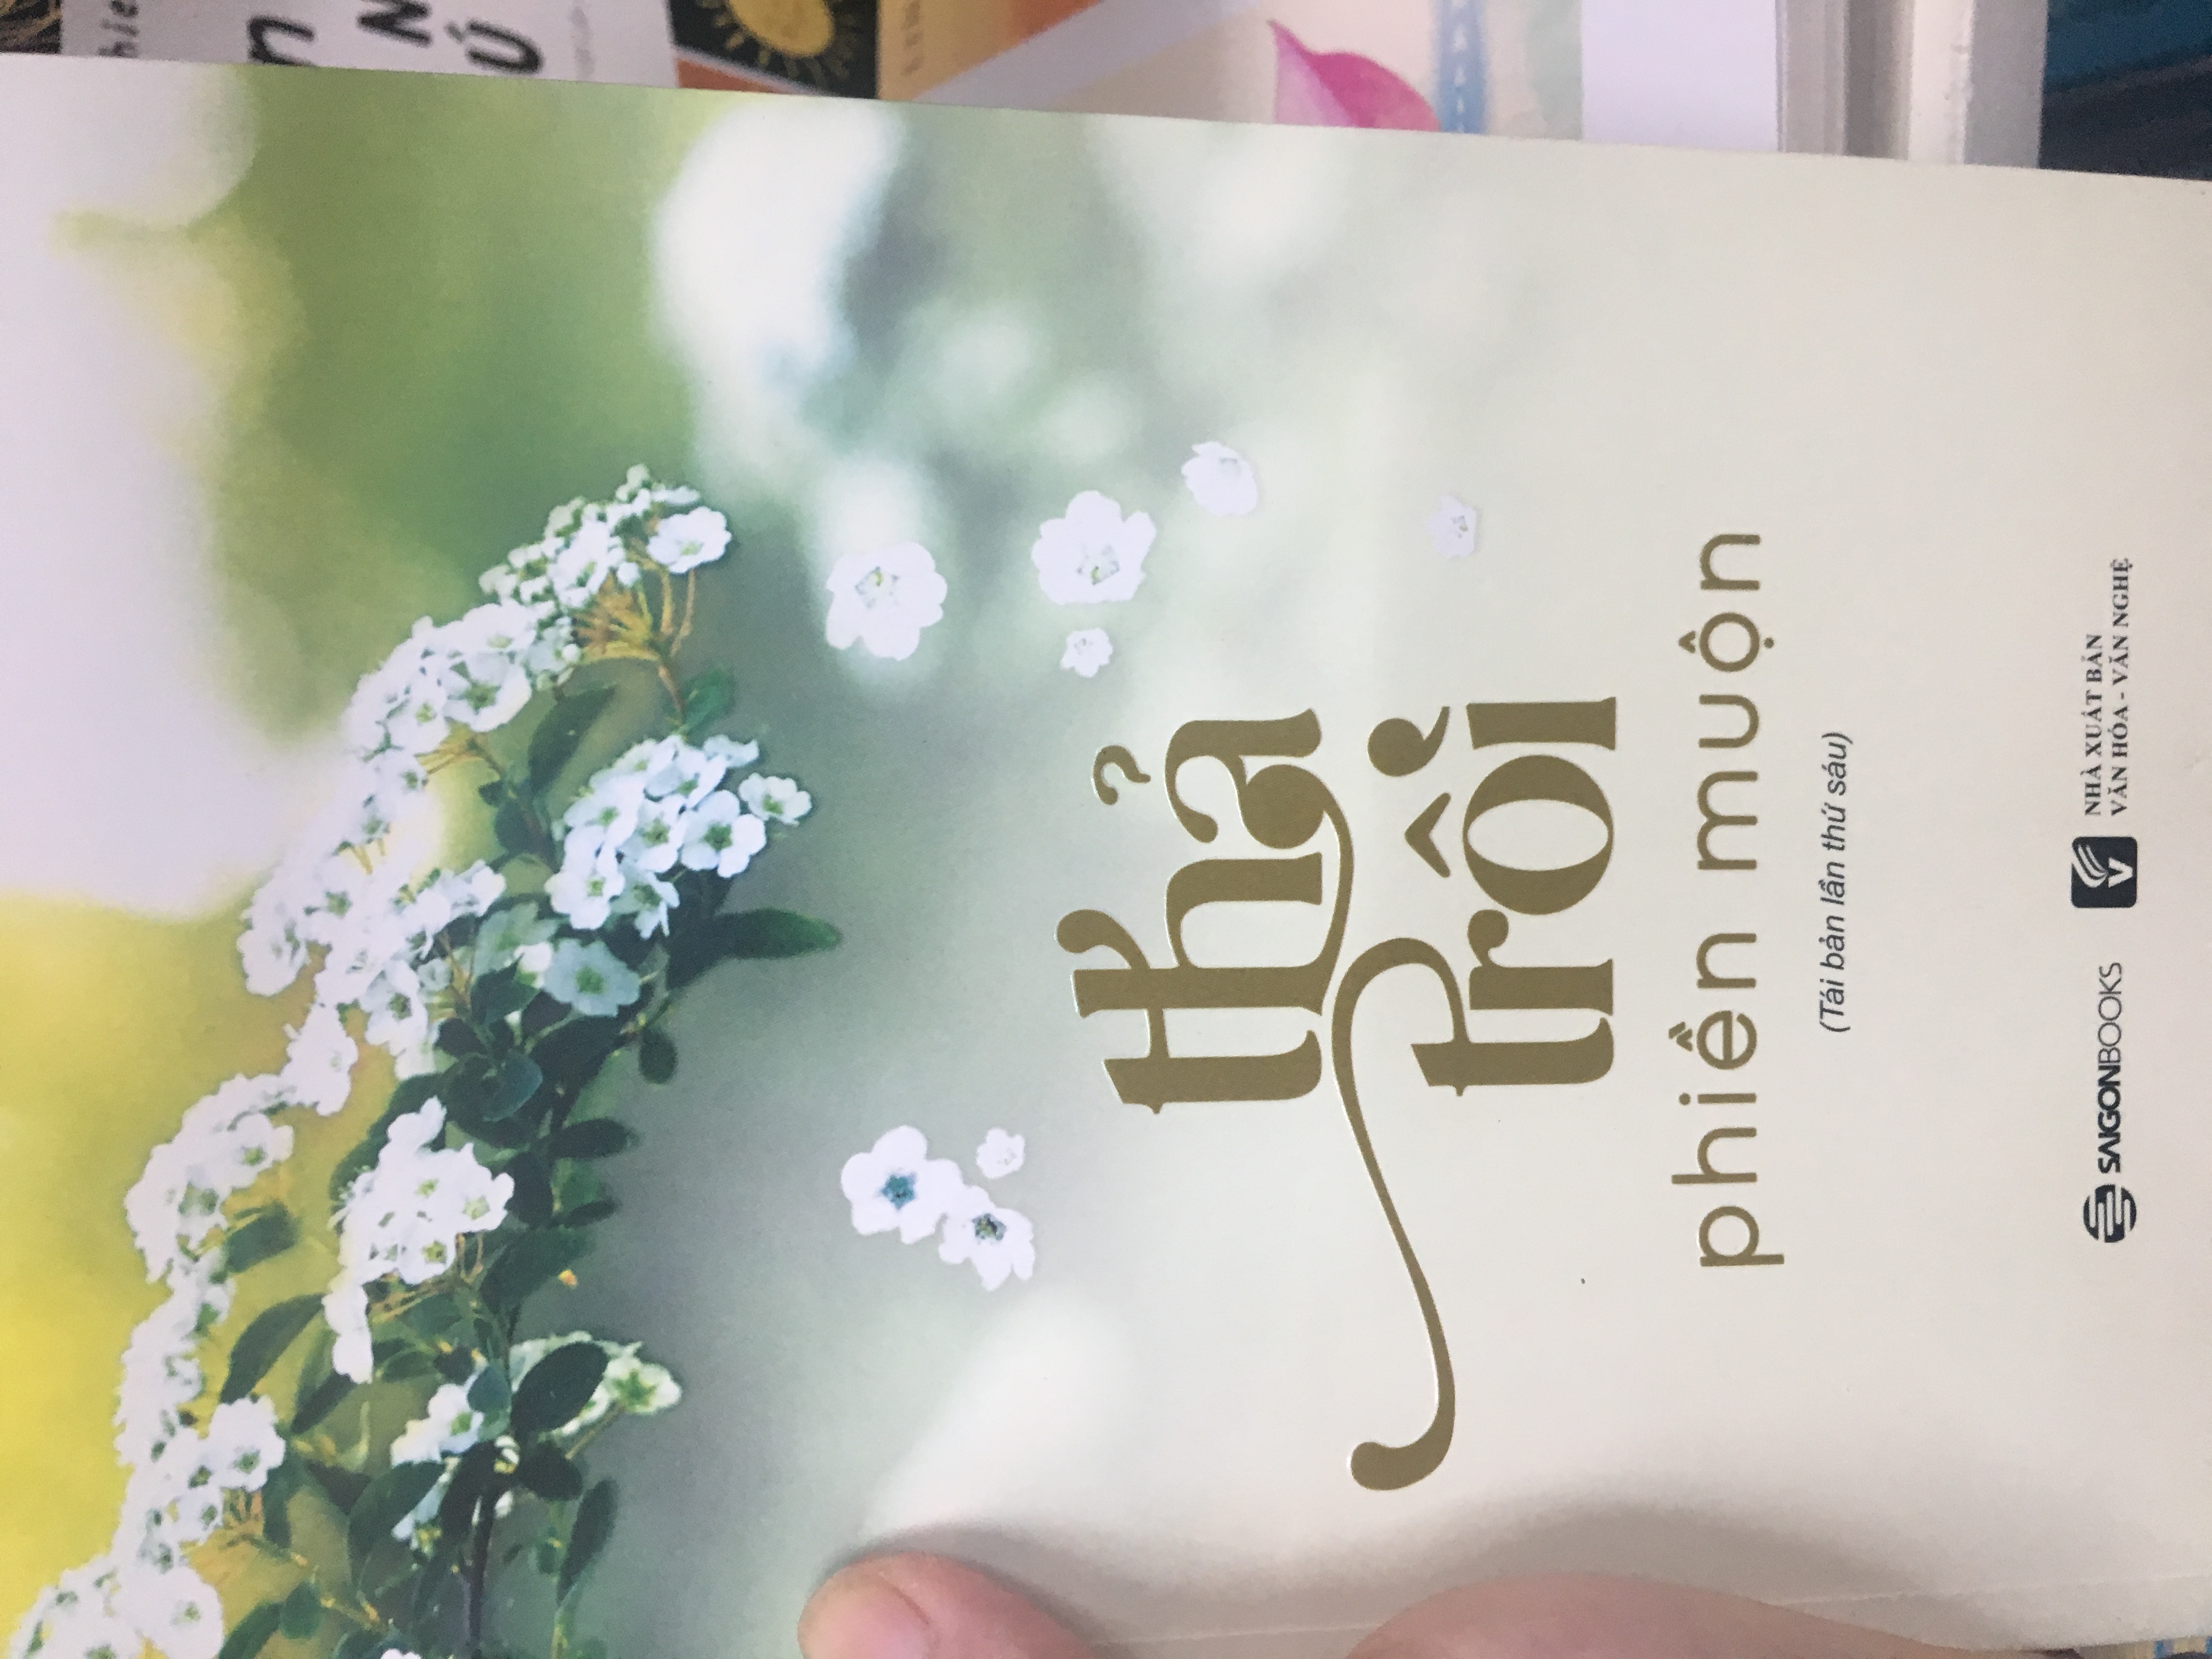 thả
trôi
phiền muộn
(Tái bản lần thứ sáu)
SAIGONBOOKS
NHÀ XUẤT BẢN
VĂN HÓA - VĂN NGHỆ